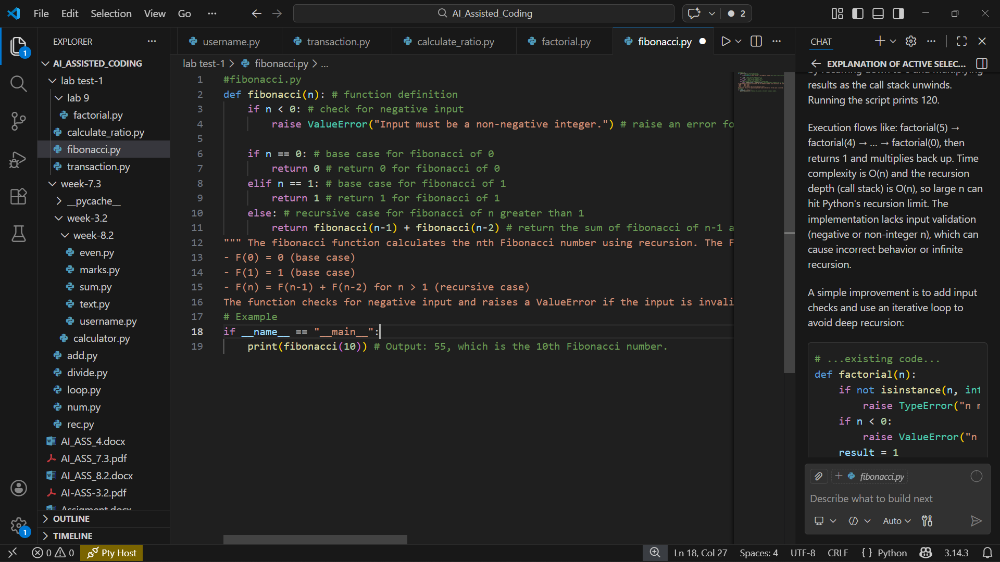 File Edit Selection View Go ...
AI_Assisted_Coding
2
EXPLORER
AI_ASSISTED_CODING
lab test-1
lab 9
factorial.py
calculate_ratio.py
fibonacci.py
transaction.py
week-7.3
__pycache__
week-3.2
week-8.2
even.py
marks.py
sum.py
text.py
username.py
calculator.py
add.py
divide.py
loop.py
num.py
rec.py
AI_ASS_4.docx
AI_ASS_7.3.pdf
AI_ASS_8.2.docx
AI-ASS-3.2.pdf
Assigment.docx
OUTLINE
TIMELINE
username.py transaction.py calculate_ratio.py factorial.py fibonacci.py
lab test-1 > fibonacci.py > ...
1 #fibonacci.py
2 def fibonacci(n): # function definition
3 if n < 0: # check for negative input
4 raise ValueError("Input must be a non-negative integer.") # raise an error fo
5
6 if n == 0: # base case for fibonacci of 0
7 return 0 # return 0 for fibonacci of 0
8 elif n == 1: # base case for fibonacci of 1
9 return 1 # return 1 for fibonacci of 1
10 else: # recursive case for fibonacci of n greater than 1
11 return fibonacci(n-1) + fibonacci(n-2) # return the sum of fibonacci of n-1 a
12 """ The fibonacci function calculates the nth Fibonacci number using recursion. The F
13 - F(0) = 0 (base case)
14 - F(1) = 1 (base case)
15 - F(n) = F(n-1) + F(n-2) for n > 1 (recursive case)
16 The function checks for negative input and raises a ValueError if the input is invali
17 # Example
18 if __name__ == "__main__":
19 print(fibonacci(10)) # Output: 55, which is the 10th Fibonacci number.
CHAT
EXPLANATION OF ACTIVE SELEC...
results as the call stack unwinds.
Running the script prints 120.
Execution flows like: factorial(5) →
factorial(4) → ... → factorial(0), then
returns 1 and multiplies back up. Time
complexity is O(n) and the recursion
depth (call stack) is O(n), so large n can
hit Python's recursion limit. The
implementation lacks input validation
(negative or non-integer n), which can
cause incorrect behavior or infinite
recursion.
A simple improvement is to add input
checks and use an iterative loop to
avoid deep recursion:
# ...existing code...
def factorial(n):
if not isinstance(n, int
raise TypeError("n m
if n < 0:
raise ValueError("n
result = 1
fibonacci.py
Describe what to build next
Auto
1
1
0 0 Pty Host
Ln 18, Col 27 Spaces: 4 UTF-8 CRLF {} Python 3.14.3